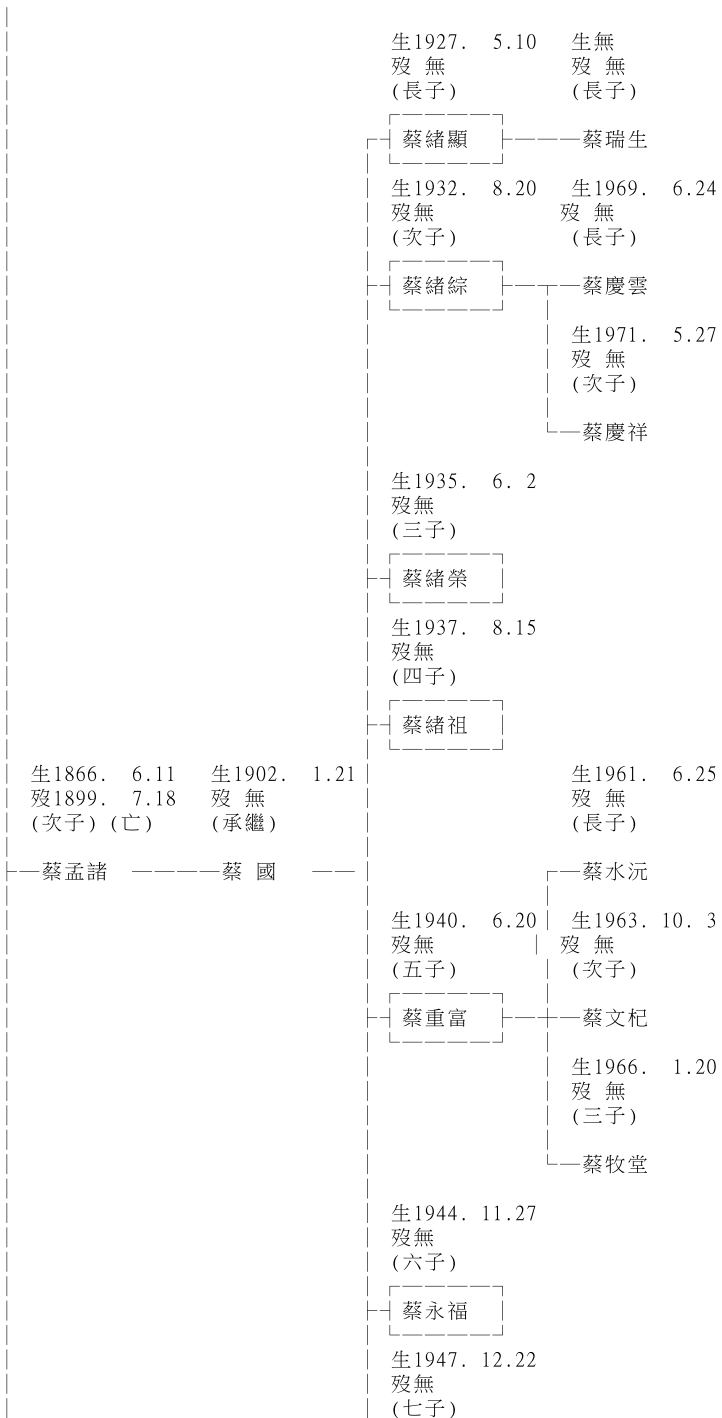 生1927. 5.10 生無
歿 無 歿 無
(長子) (長子)
蔡緒顯 蔡瑞生
生1932. 8.20 生1969. 6.24
歿無 歿 無
(次子) (長子)
蔡緒綜 蔡慶雲
生1971. 5.27
歿 無
(次子)
蔡慶祥
生1935. 6. 2
歿無
(三子)
蔡緒榮
生1937. 8.15
歿無
(四子)
蔡緒祖
生1866. 6.11 生1902. 1.21 生1961. 6.25
歿1899. 7.18 歿 無 歿 無
(次子)(亡) (承繼) (長子)
蔡孟諸 蔡 國 蔡水沅
生1940. 6.20 生1963. 10. 3
歿無 歿 無
(五子) (次子)
蔡重富 蔡文杞
生1966. 1.20
歿 無
(三子)
蔡牧堂
生1944. 11.27
歿無
(六子)
蔡永福
生1947. 12.22
歿無
(七子)